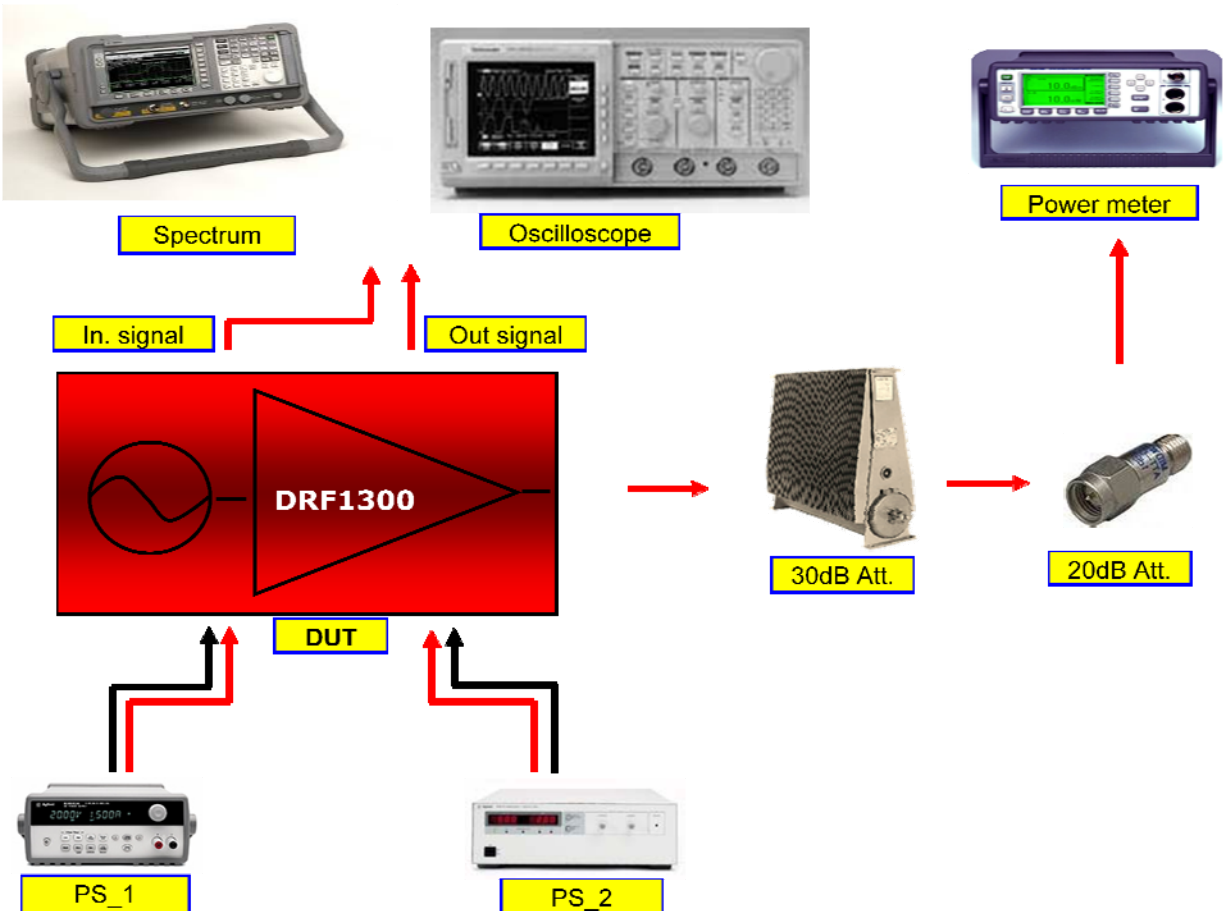 Spectrum
Oscilloscope
Power meter
In. signal
Out signal
DRF1300
DUT
30dB Att.
20dB Att.
PS_1
PS_2